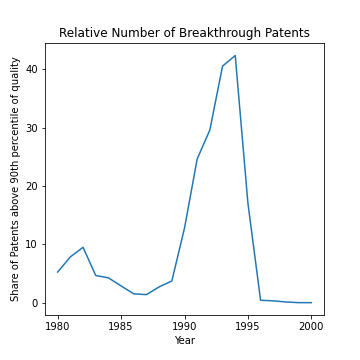 Relative Number of Breakthrough Patents
Share of Patents above 90th percentile of quality
40
30
20
10
0
1980 1985 1990 1995 2000
Year